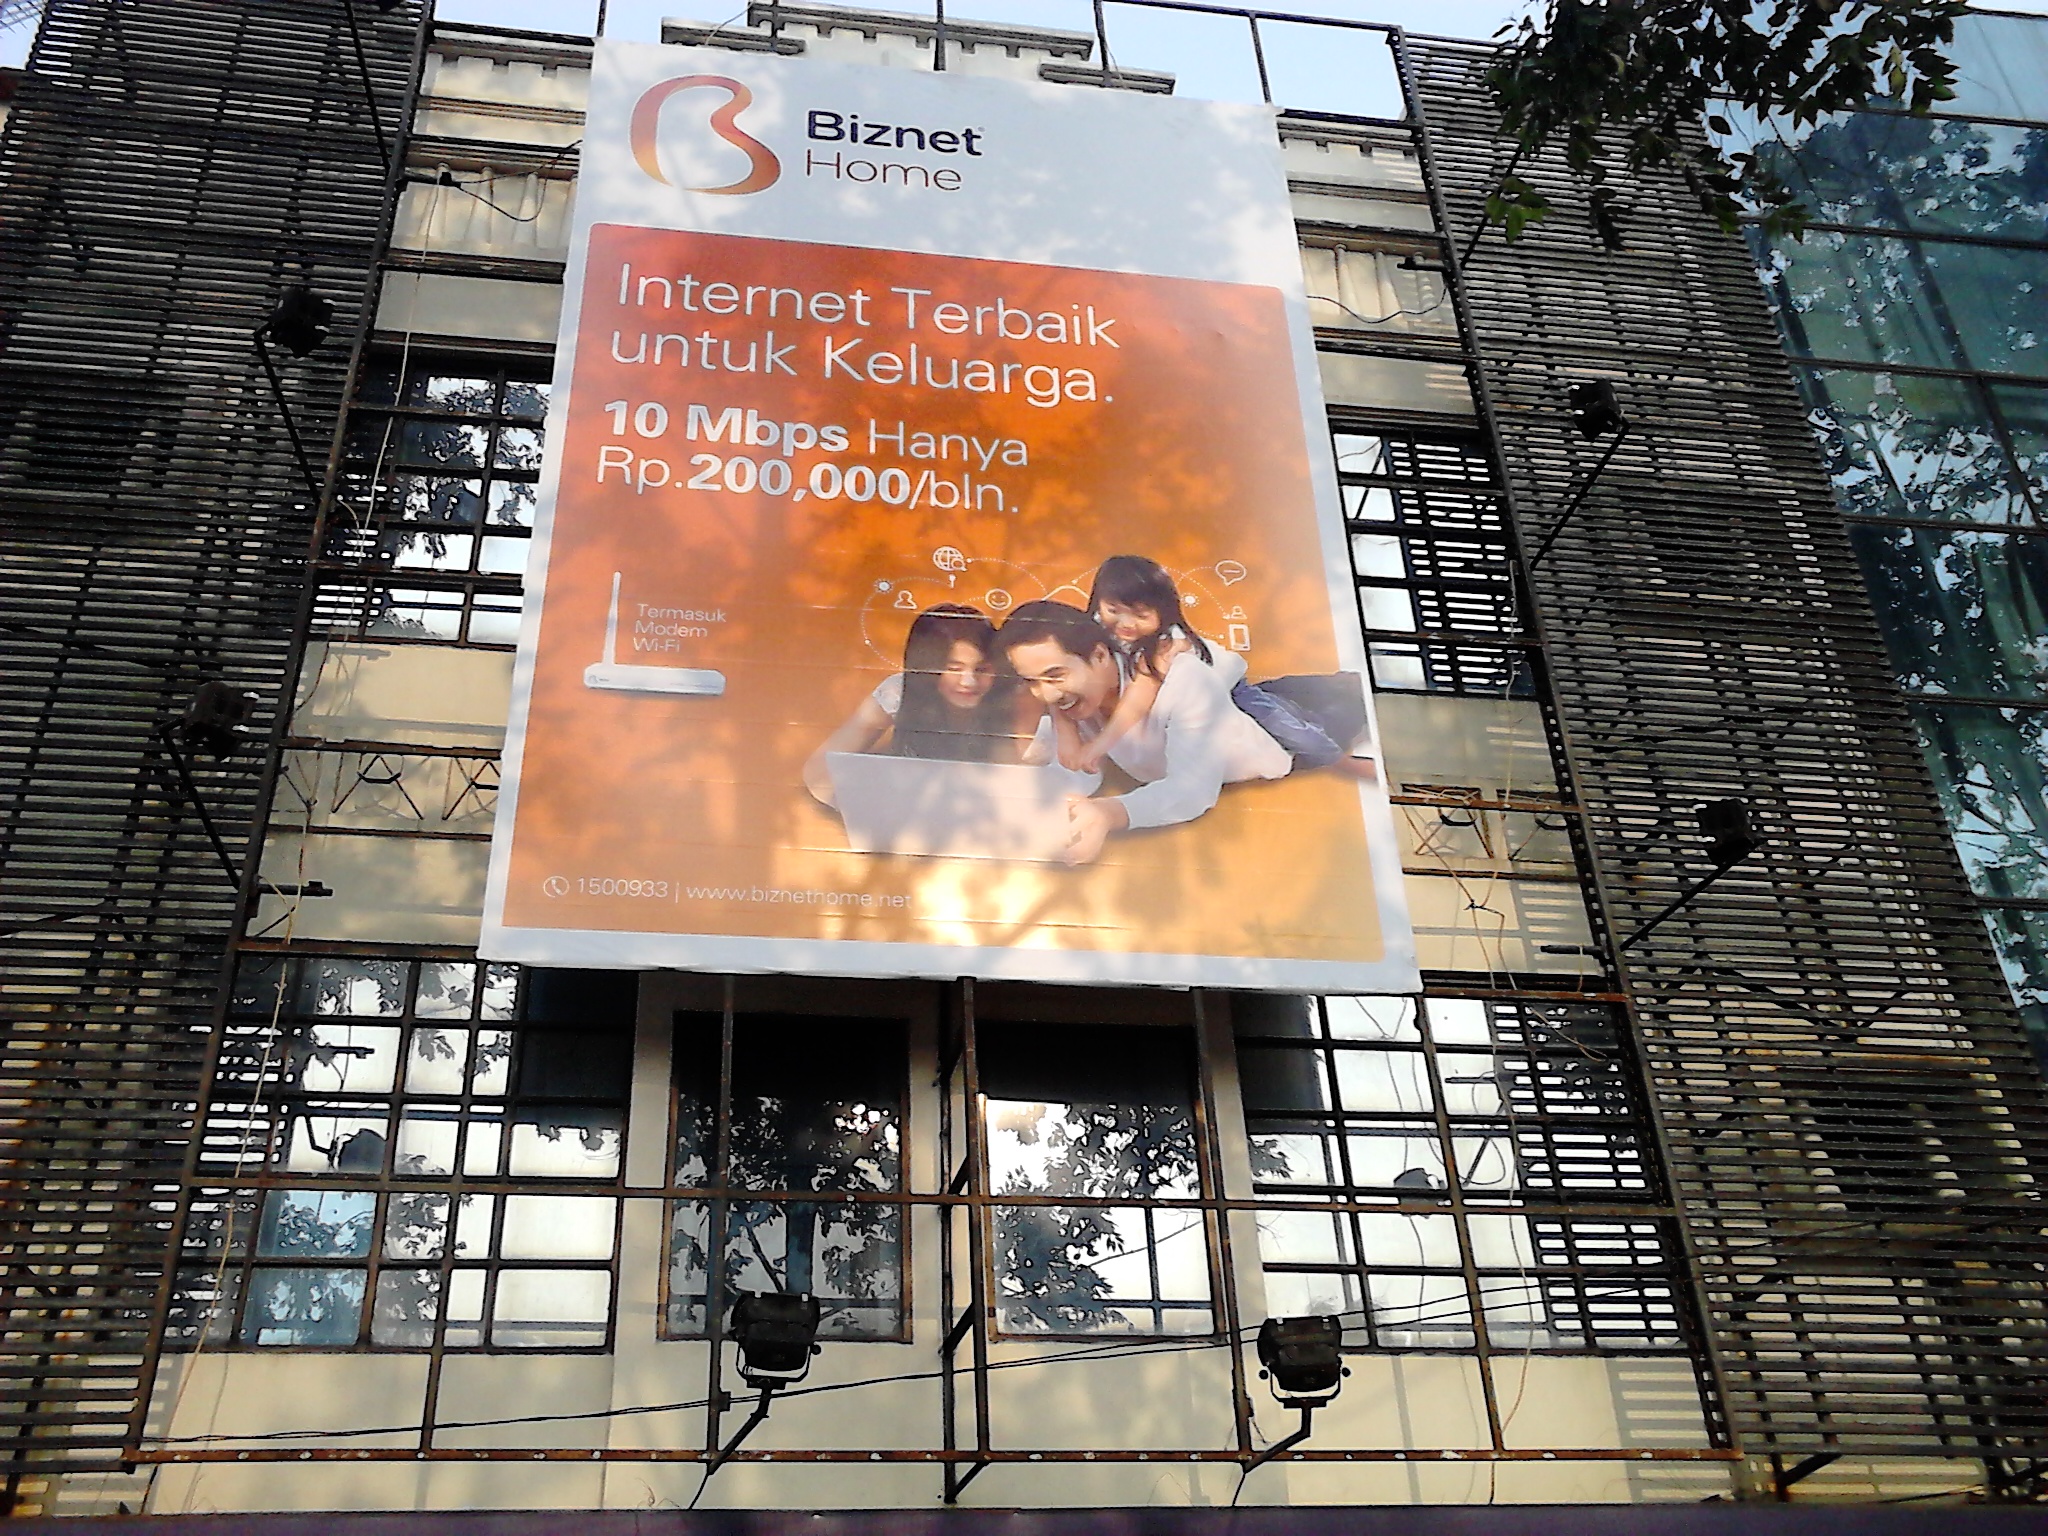 Biznet
Home
Internet Terbaik
untuk Keluarga.
10 Mbps Hanya
Rp.200,000/bln.
Termasuk
Modem
Wi-Fi
1500933 | www.biznethome.net